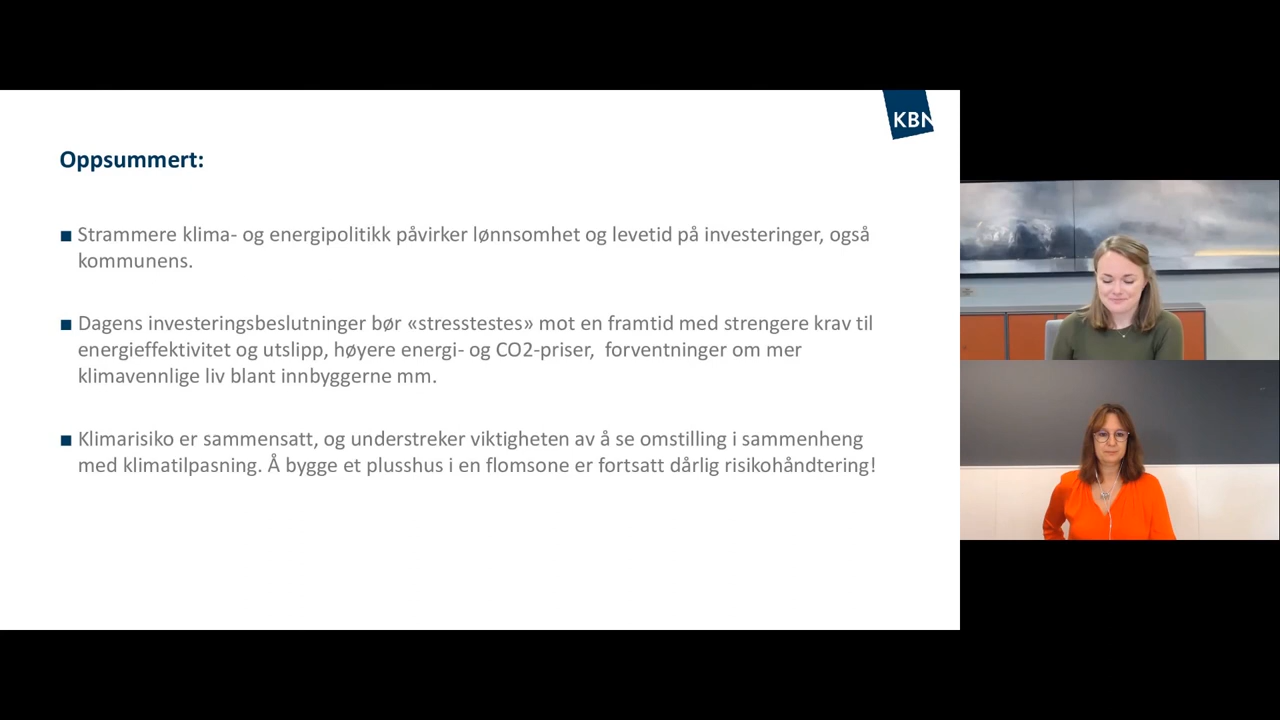 KBN
Oppsummert:
■ Strammere klima- og energipolitikk påvirker lønnsomhet og levetid på investeringer, også
kommunens.
■ Dagens investeringsbeslutninger bør «stresstestes» mot en framtid med strengere krav til
energieffektivitet og utslipp, høyere energi- og CO2-priser,  forventninger om mer
klimavennlige liv blant innbyggerne mm.
■ Klimarisiko er sammensatt, og understreker viktigheten av å se omstilling i sammenheng
med klimatilpasning. Å bygge et plusshus i en flomsone er fortsatt dårlig risikohåndtering!